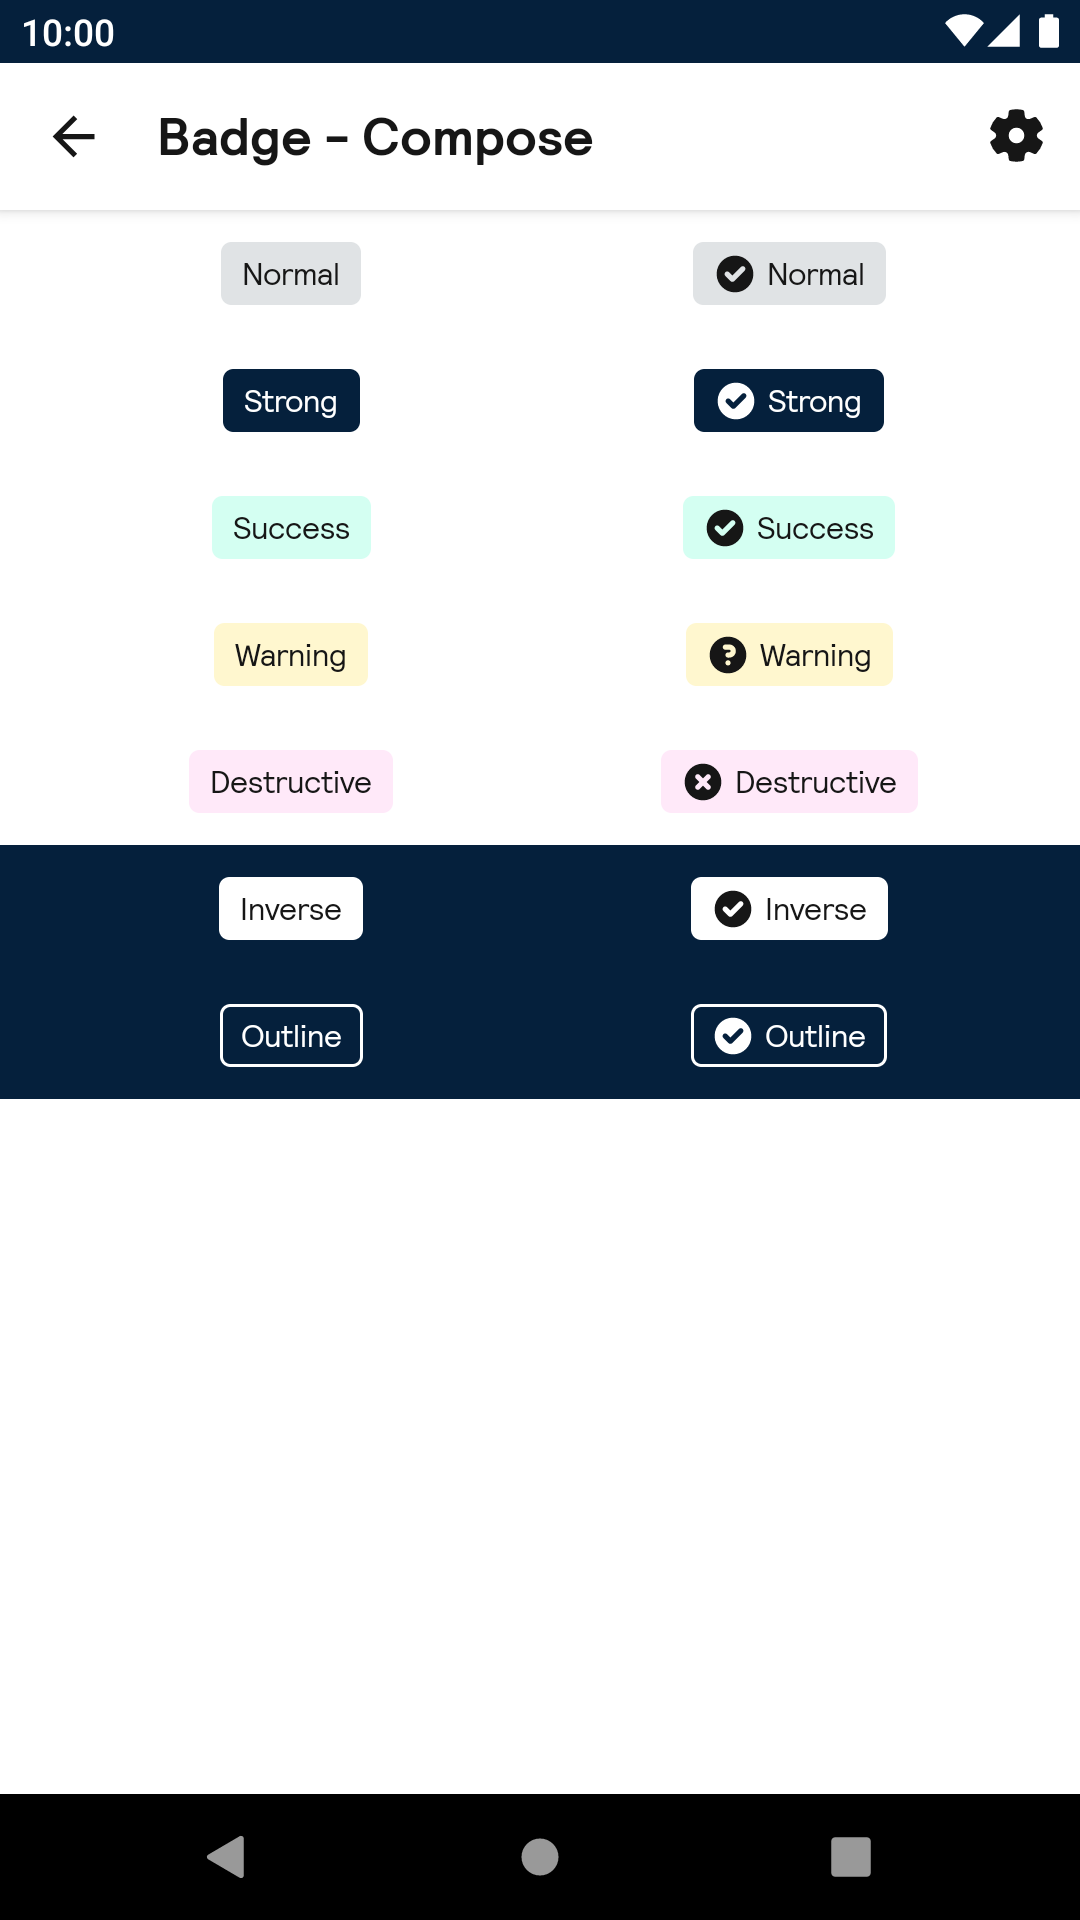 10:00
Badge - Compose
Normal Normal
Strong Strong
Success Success
Warning Warning
Destructive Destructive
Inverse Inverse
Outline Outline